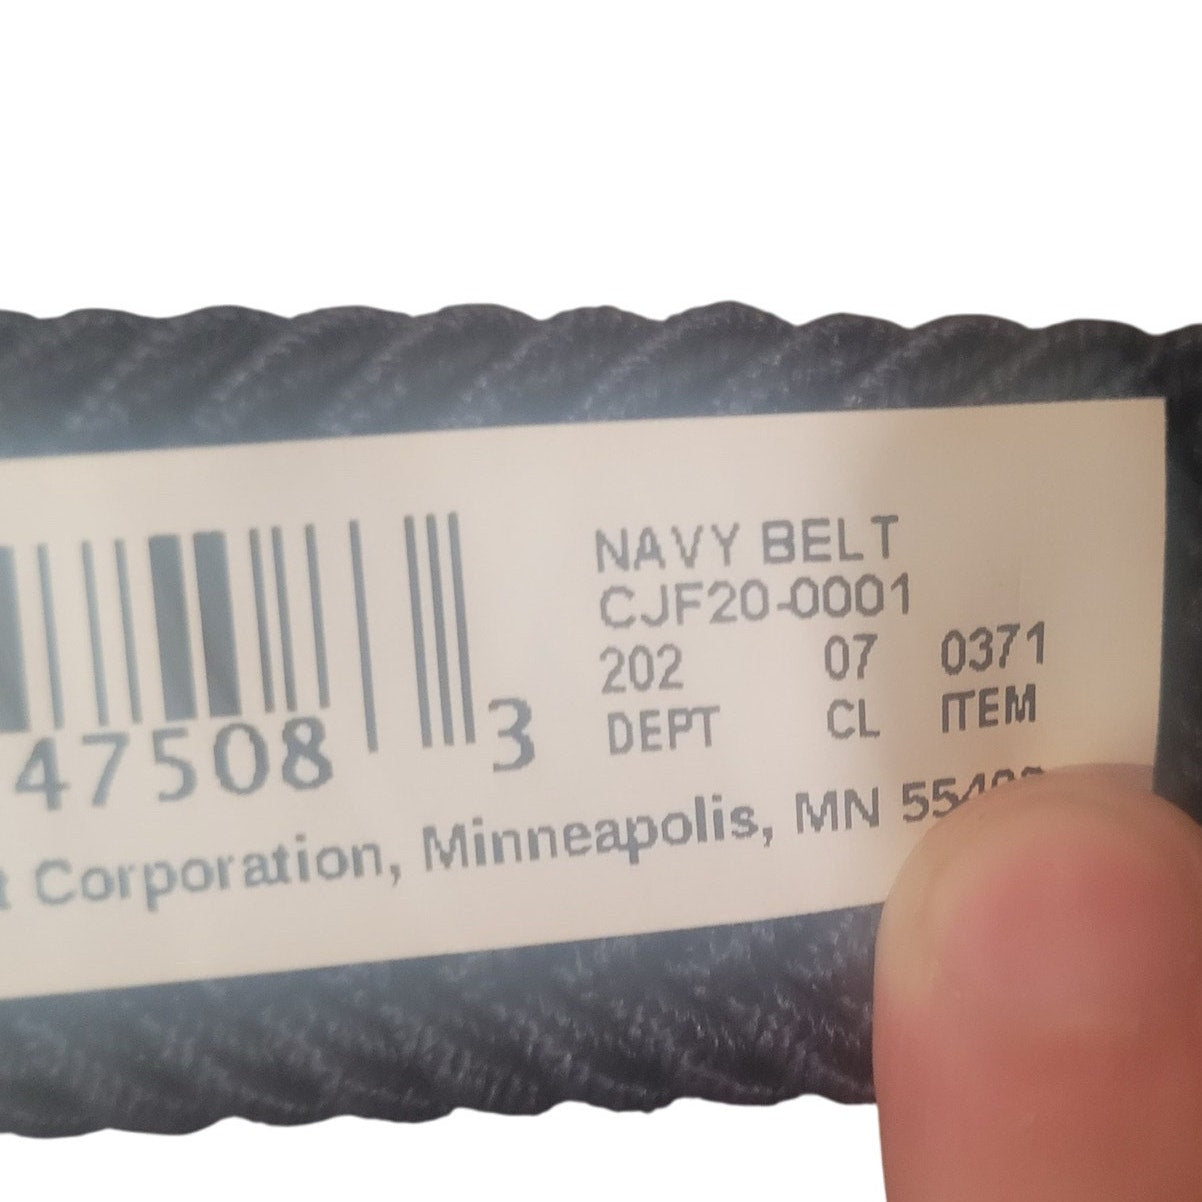 NAVY BELT
CJF20-0001
202 07 0371
DEPT CL ITEM
47508 3
Corporation, Minneapolis, MN